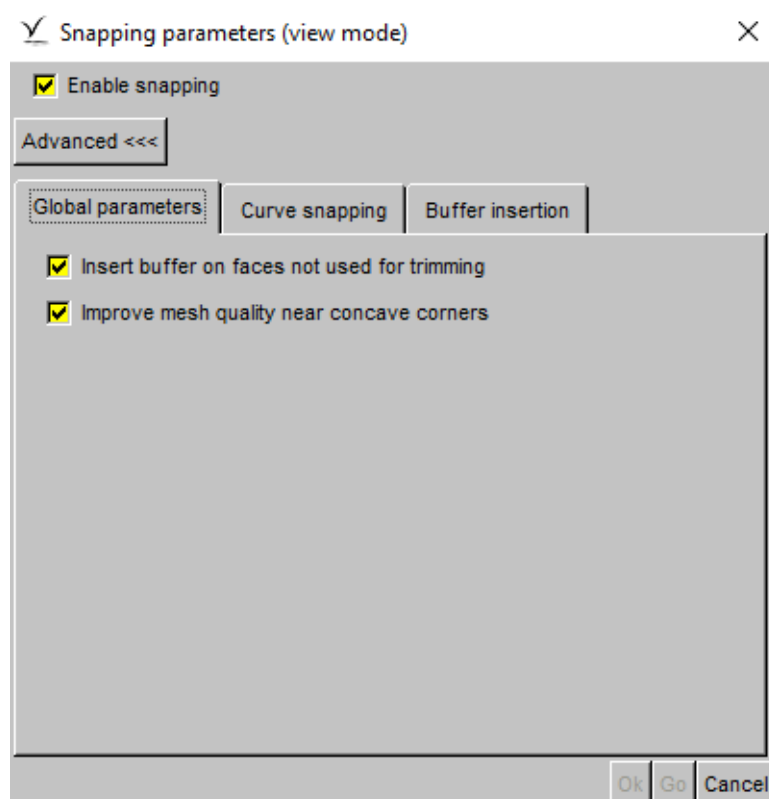 Snapping parameters (view mode)
Enable snapping
Advanced <<<
Global parameters Curve snapping Buffer insertion
Insert buffer on faces not used for trimming
Improve mesh quality near concave corners
Ok Go Cancel